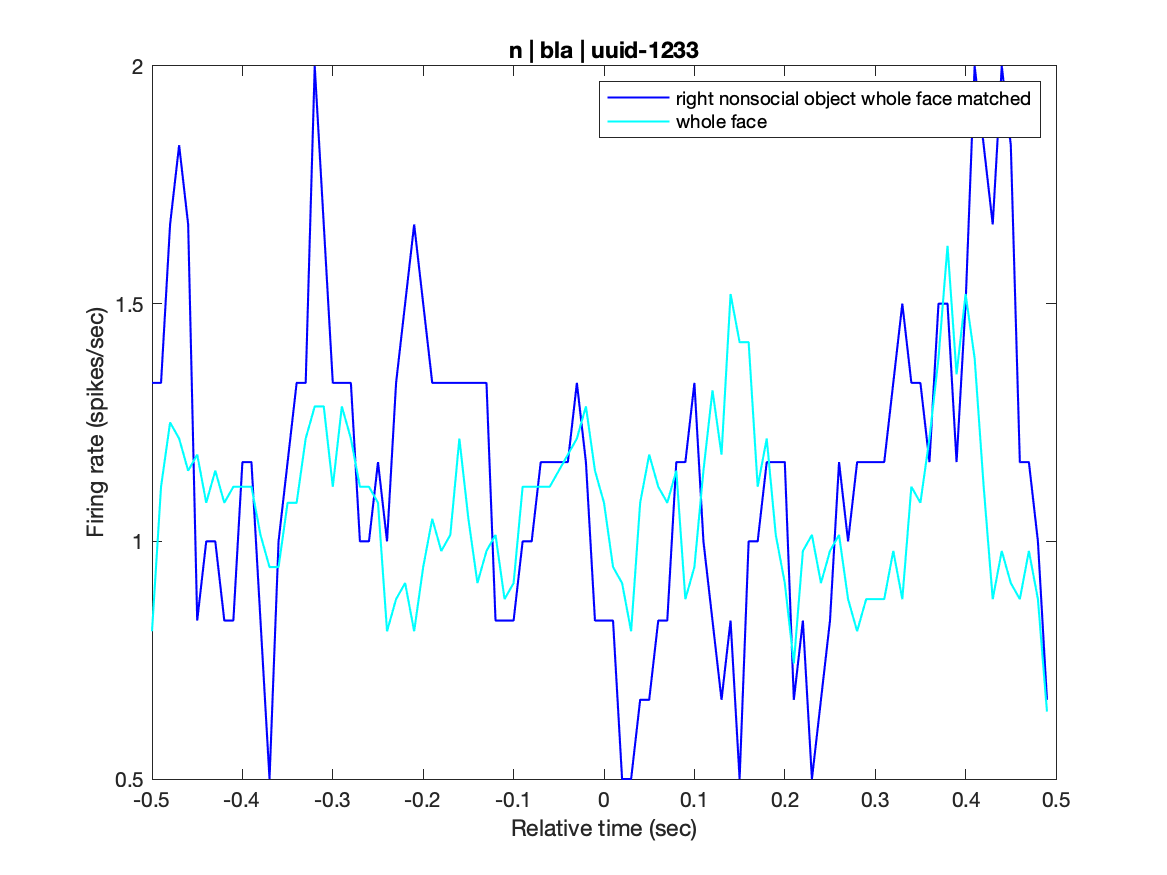 n | bla | uuid-1233
right nonsocial object whole face matched
whole face
Firing rate (spikes/sec)
2
1.5
1
0.5
-0.5 -0.4 -0.3 -0.2 -0.1 0 0.1 0.2 0.3 0.4 0.5
Relative time (sec)